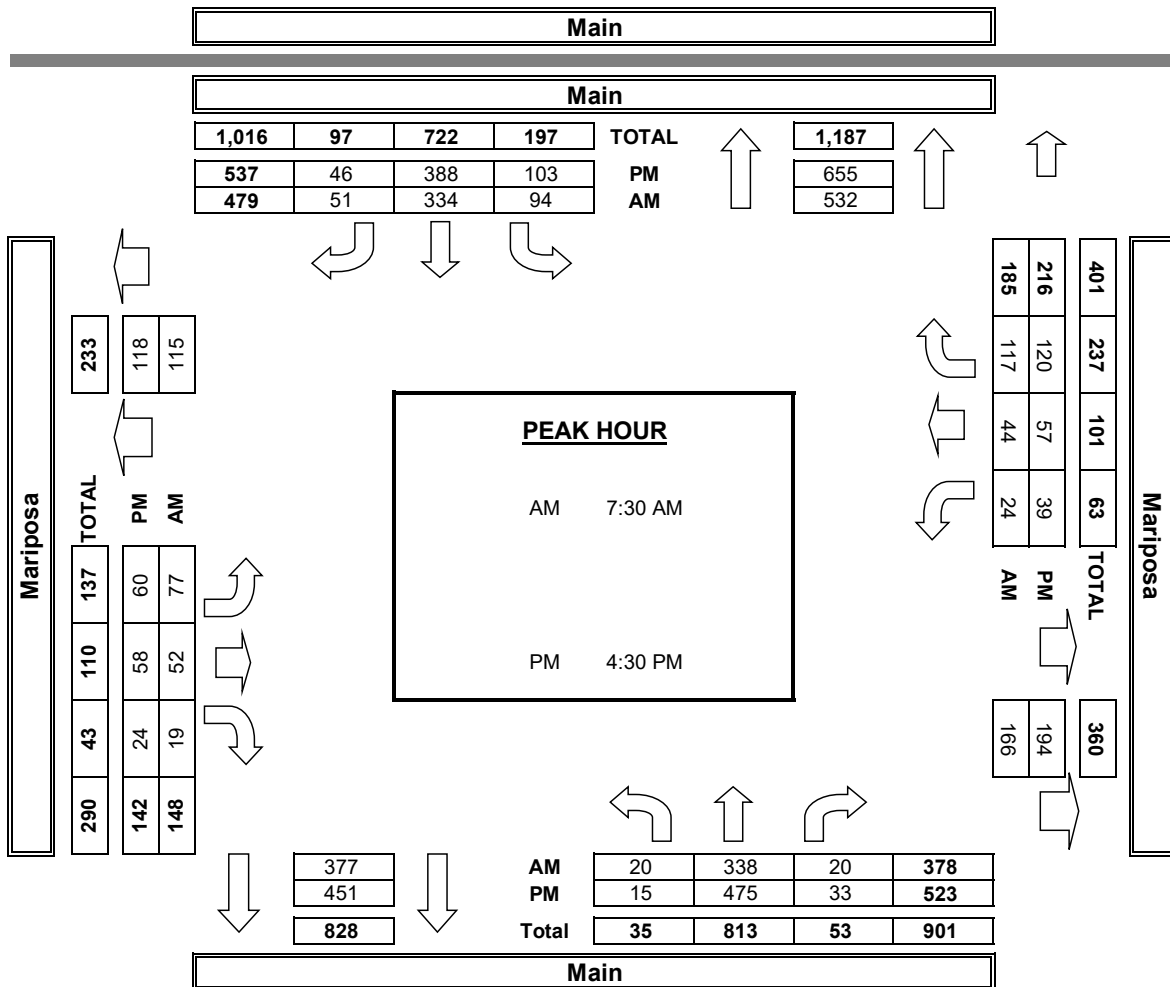 Main
Main
1,016 97 722 197 TOTAL 1,187
537 46 388 103 PM 655
479 51 334 94 AM 532
Mariposa
233 118 115
TOTAL PM AM
137 60 77
110 58 52
43 24 19
290 142 148
PEAK HOUR
AM 7:30 AM
PM 4:30 PM
185 216 401
117 120 237
44 57 101
24 39 63
AM PM TOTAL
166 194 360
Mariposa
377 AM 20 338 20 378
451 PM 15 475 33 523
828 Total 35 813 53 901
Main